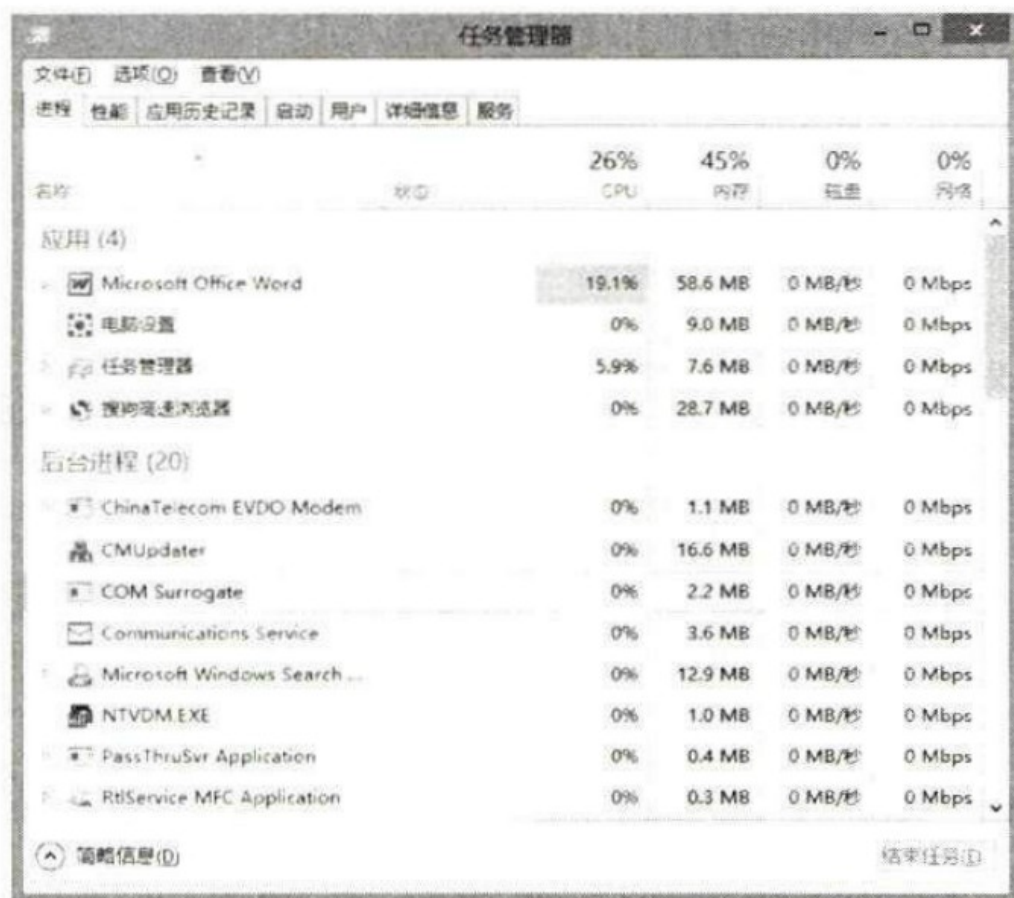 任务管理器
文件(F) 选项(O) 查看(V)
进程 性能 应用历史记录 启动 用户 详细信息 服务
26% 45% 0% 0%
名称 状态 CPU 内存 磁盘 网络
应用 (4)
Microsoft Office Word 19.1% 58.6 MB 0 MB/秒 0 Mbps
电脑设置 0% 9.0 MB 0 MB/秒 0 Mbps
任务管理器 5.9% 7.6 MB 0 MB/秒 0 Mbps
搜狗高速浏览器 0% 28.7 MB 0 MB/秒 0 Mbps
后台进程 (20)
ChinaTelecom EVDO Modem 0% 1.1 MB 0 MB/秒 0 Mbps
CMUpdater 0% 16.6 MB 0 MB/秒 0 Mbps
COM Surrogate 0% 2.2 MB 0 MB/秒 0 Mbps
Communications Service 0% 3.6 MB 0 MB/秒 0 Mbps
Microsoft Windows Search ... 0% 12.9 MB 0 MB/秒 0 Mbps
NTVDM.EXE 0% 1.0 MB 0 MB/秒 0 Mbps
PassThruSvr Application 0% 0.4 MB 0 MB/秒 0 Mbps
RtlService MFC Application 0% 0.3 MB 0 MB/秒 0 Mbps
简略信息(D) 结束任务(E)